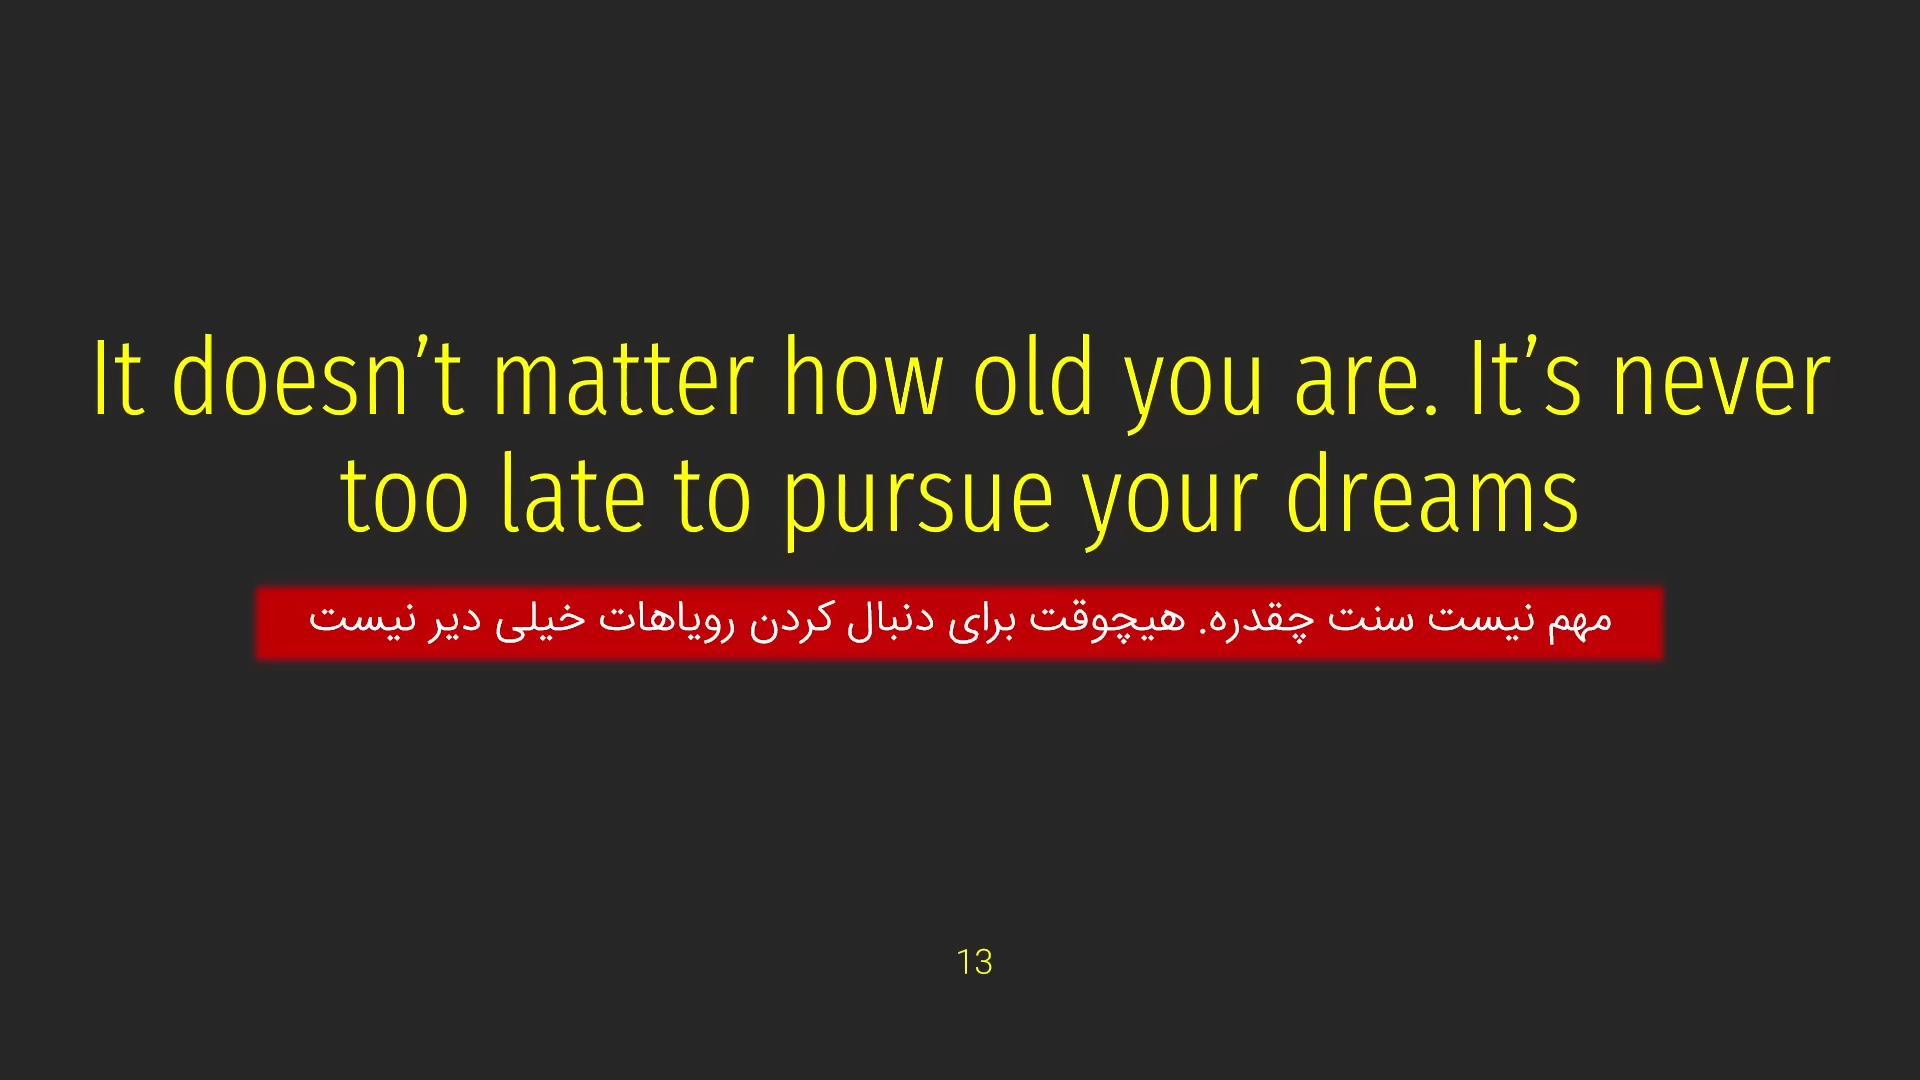 It doesn’t matter how old you are. It’s never
too late to pursue your dreams
مهم نیست سنت چقدره. هیچوقت برای دنبال کردن رویاهات خیلی دیر نیست
13